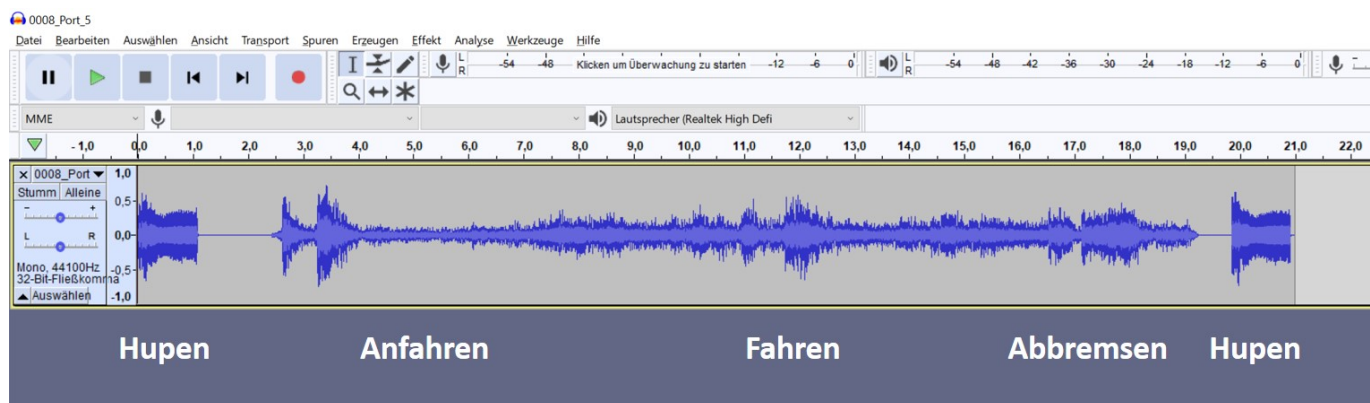 0008_Port_5
Datei Bearbeiten Auswählen Ansicht Transport Spuren Erzeugen Effekt Analyse Werkzeuge Hilfe
L R -54 -48 Klicken um Überwachung zu starten -12 -6 0 L R -54 -48 -42 -36 -30 -24 -18 -12 -6 0
MME Lautsprecher (Realtek High Defi
- 1,0 0,0 1,0 2,0 3,0 4,0 5,0 6,0 7,0 8,0 9,0 10,0 11,0 12,0 13,0 14,0 15,0 16,0 17,0 18,0 19,0 20,0 21,0 22,0
x 0008_Port 1,0
Stumm Alleine 0,5
- +
L R 0,0
Mono, 44100Hz -0,5
32-Bit-Fließkomma
Auswählen -1,0
Hupen Anfahren Fahren Abbremsen Hupen